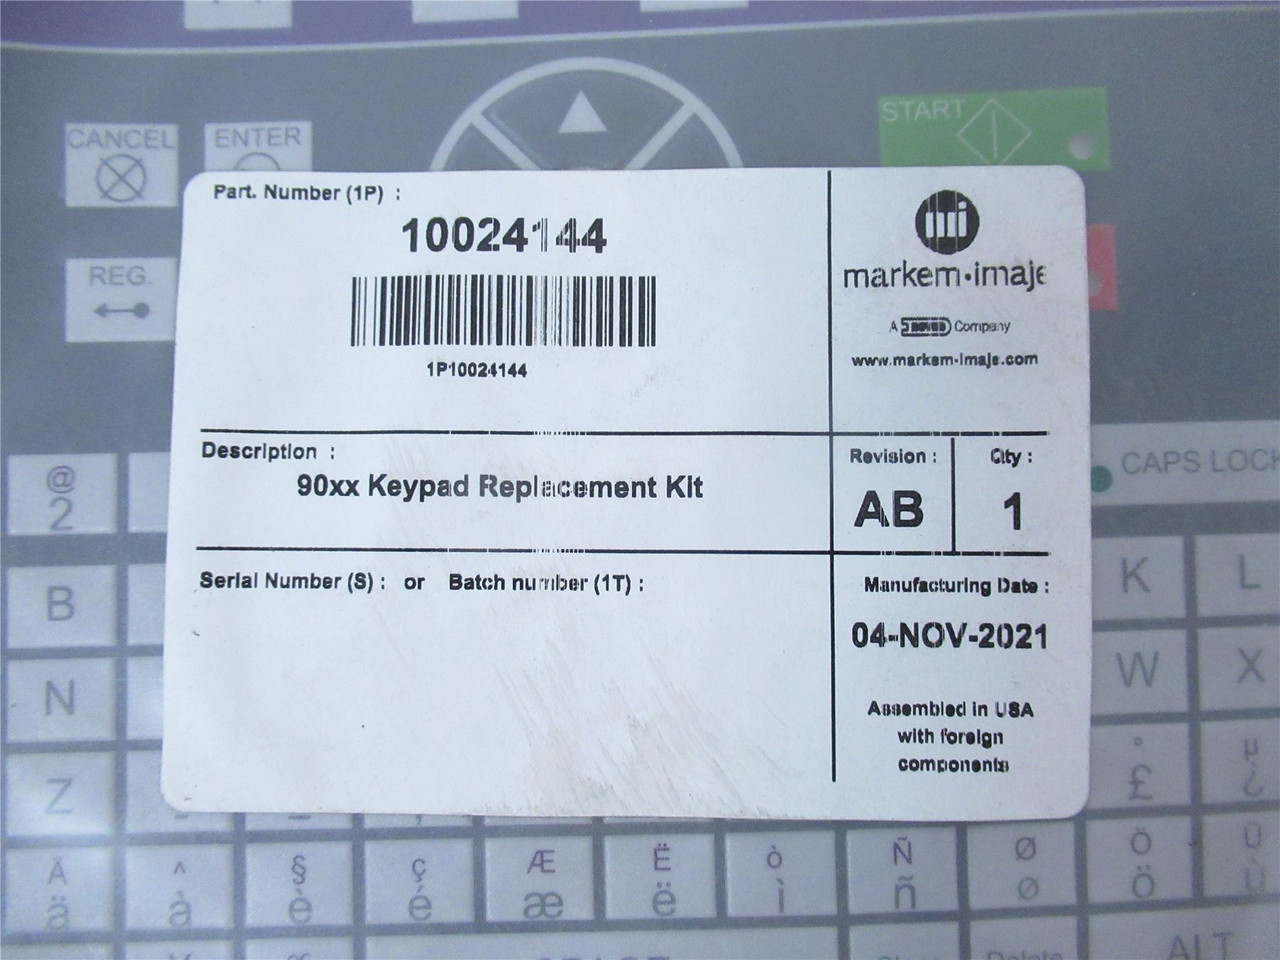 CANCEL
ENTER
START
REG.
Part. Number (1P) :
10024144
1P10024144
markem·imaje
A DOVER Company
www.markem-imaje.com
Description :
90xx Keypad Replacement Kit
Revision :
AB
Qty :
1
Serial Number (S) : or Batch number (1T) :
Manufacturing Date :
04-NOV-2021
Assembled in USA
with foreign
components
CAPS LOCK
@
2
B
K
L
N
W
X
Z
°
£
µ
¿
Ä ^ § ç Æ Ë ò Ñ Ø Ö Ü
ä à è é æ ë ì ñ ø ö ù
ALT